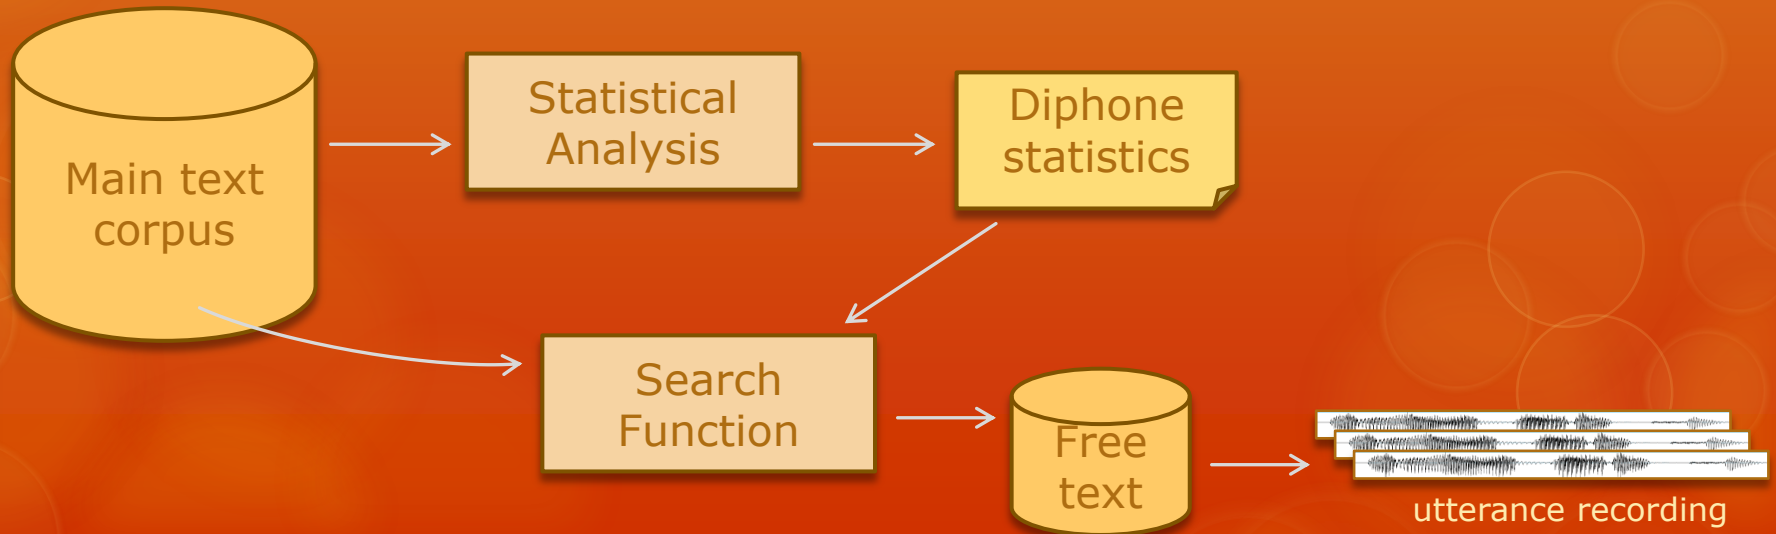 Main text
corpus
Statistical
Analysis
Diphone
statistics
Search
Function
Free
text
utterance recording